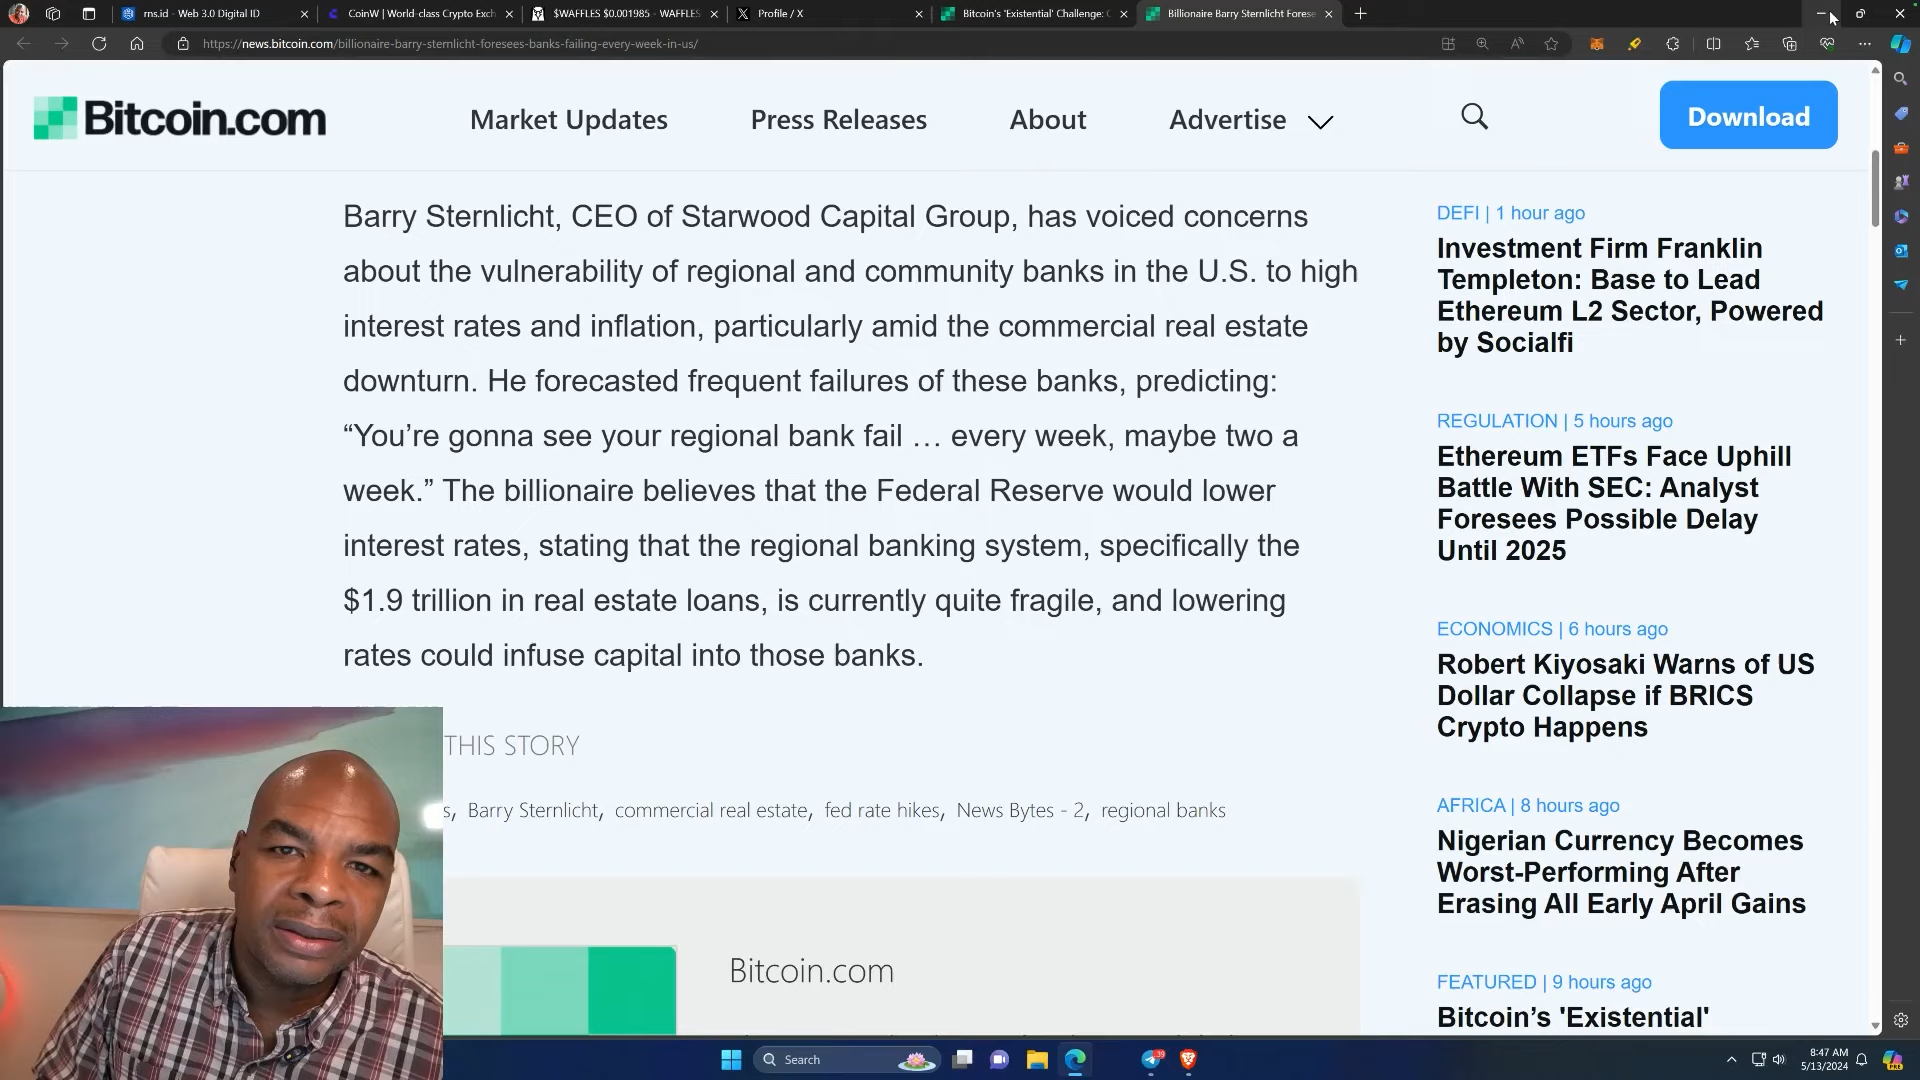 rns.id - Web 3.0 Digital ID
CoinW | World-class Crypto Exch
$WAFFLES $0.001985 - WAFFLES
Profile / X
Bitcoin's 'Existential' Challenge: C
Billionaire Barry Sternlicht Forese
https://news.bitcoin.com/billionaire-barry-sternlicht-foresees-banks-failing-every-week-in-us/
Bitcoin.com
Market Updates
Press Releases
About
Advertise
Download
Barry Sternlicht, CEO of Starwood Capital Group, has voiced concerns
about the vulnerability of regional and community banks in the U.S. to high
interest rates and inflation, particularly amid the commercial real estate
downturn. He forecasted frequent failures of these banks, predicting:
“You’re gonna see your regional bank fail … every week, maybe two a
week.” The billionaire believes that the Federal Reserve would lower
interest rates, stating that the regional banking system, specifically the
$1.9 trillion in real estate loans, is currently quite fragile, and lowering
rates could infuse capital into those banks.
THIS STORY
s, Barry Sternlicht, commercial real estate, fed rate hikes, News Bytes - 2, regional banks
Bitcoin.com
DEFI | 1 hour ago
Investment Firm Franklin
Templeton: Base to Lead
Ethereum L2 Sector, Powered
by Socialfi
REGULATION | 5 hours ago
Ethereum ETFs Face Uphill
Battle With SEC: Analyst
Foresees Possible Delay
Until 2025
ECONOMICS | 6 hours ago
Robert Kiyosaki Warns of US
Dollar Collapse if BRICS
Crypto Happens
AFRICA | 8 hours ago
Nigerian Currency Becomes
Worst-Performing After
Erasing All Early April Gains
FEATURED | 9 hours ago
Bitcoin’s 'Existential'
Search
8:47 AM
5/13/2024